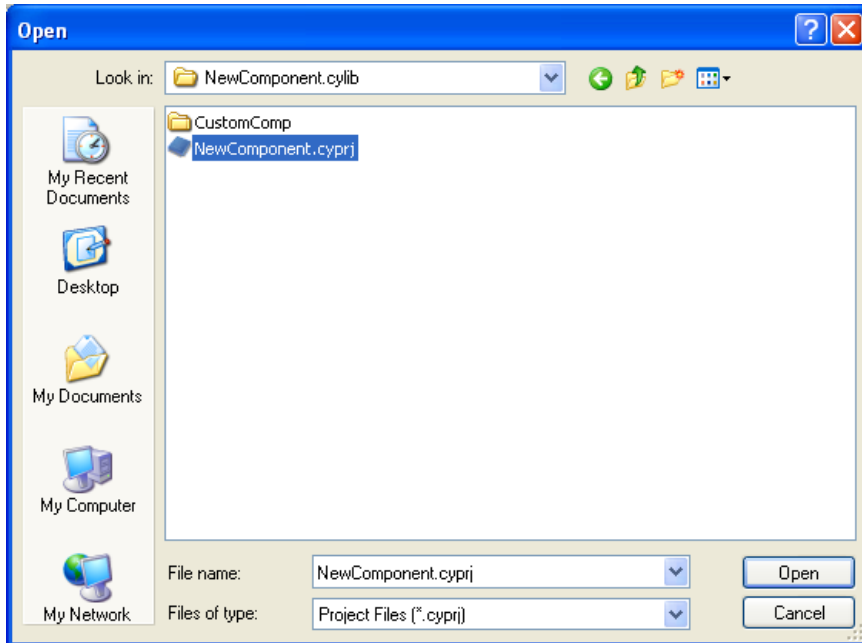 Open
Look in: NewComponent.cylib
CustomComp
NewComponent.cyprj
My Recent
Documents
Desktop
My Documents
My Computer
My Network
File name: NewComponent.cyprj Open
Files of type: Project Files (*.cyprj) Cancel